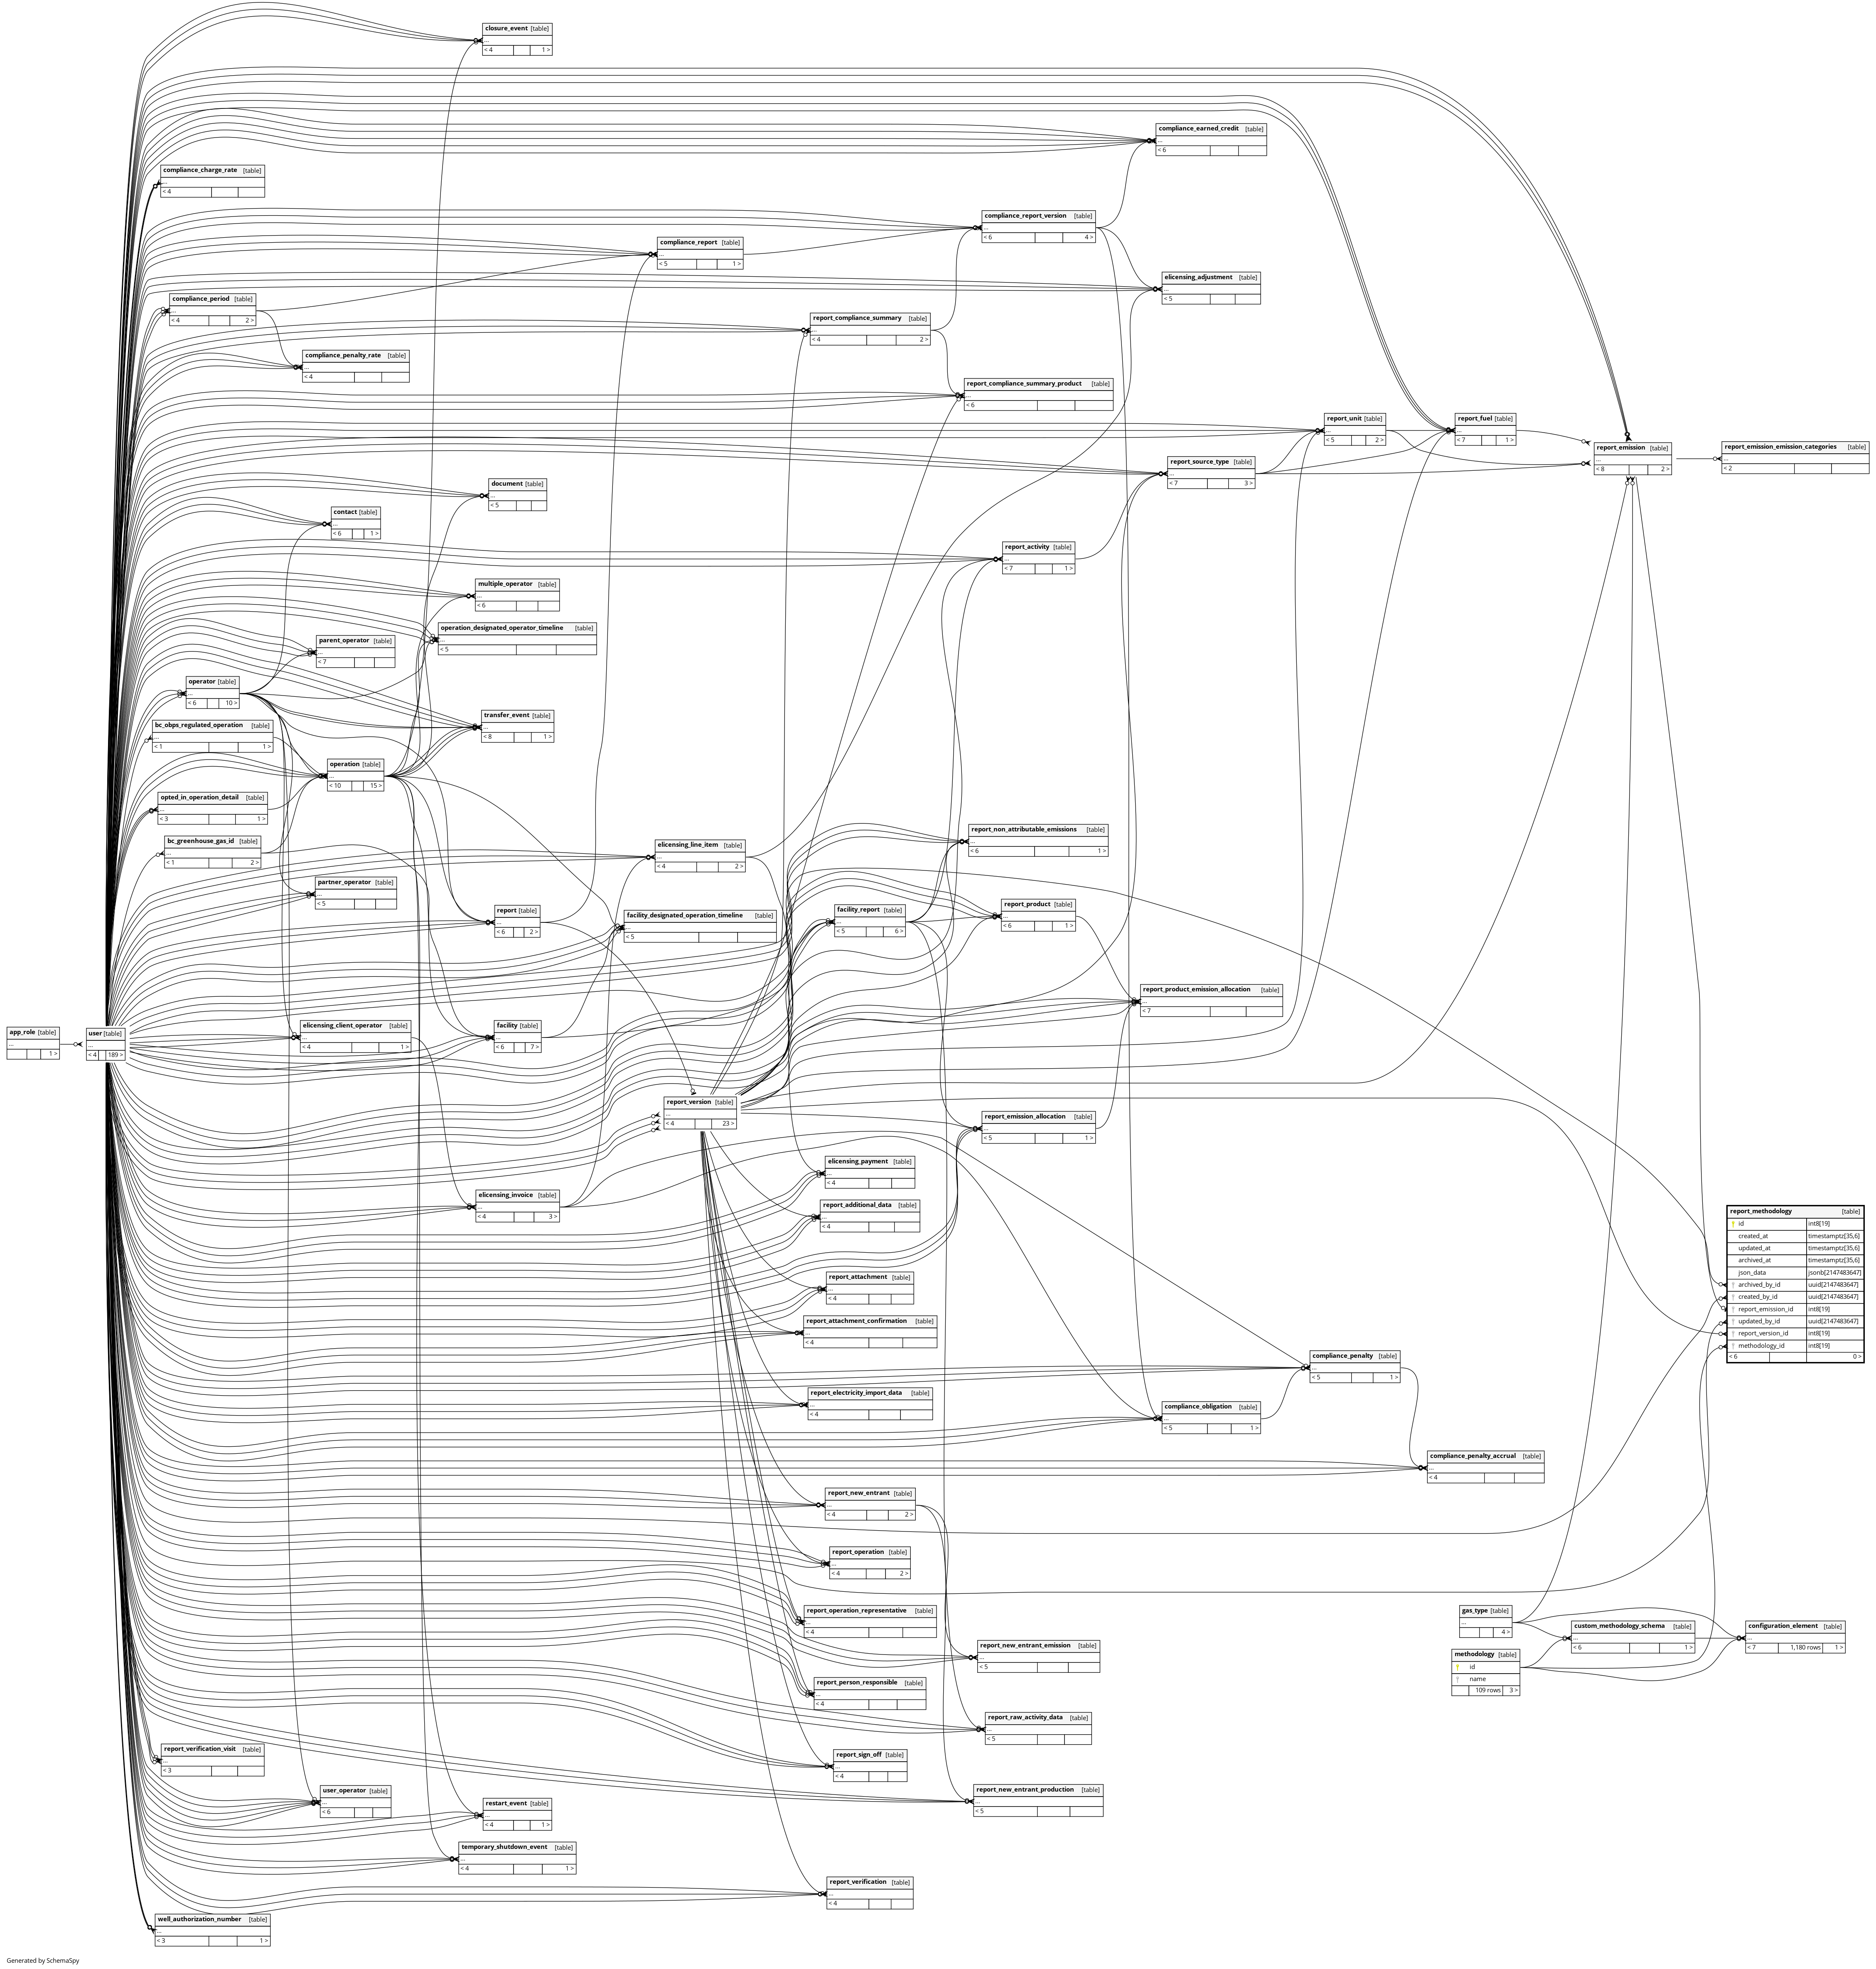 closure_event [table]
...
< 4 1 >
compliance_earned_credit [table]
...
< 6
compliance_charge_rate [table]
...
< 4
compliance_report_version [table]
...
< 6 4 >
compliance_report [table]
...
< 5 1 >
elicensing_adjustment [table]
...
< 5
compliance_period [table]
...
< 4 2 >
report_compliance_summary [table]
...
< 4 2 >
compliance_penalty_rate [table]
...
< 4
report_compliance_summary_product [table]
...
< 6
report_unit [table]
...
< 5 2 >
report_fuel [table]
...
< 7 1 >
report_emission [table]
...
< 8 2 >
report_emission_emission_categories [table]
...
< 2
report_source_type [table]
...
< 7 3 >
document [table]
...
< 5
contact [table]
...
< 6 1 >
report_activity [table]
...
< 7 1 >
multiple_operator [table]
...
< 6
operation_designated_operator_timeline [table]
...
< 5
parent_operator [table]
...
< 7
operator [table]
...
< 6 10 >
transfer_event [table]
...
< 8 1 >
bc_obps_regulated_operation [table]
...
< 1 1 >
operation [table]
...
< 10 15 >
opted_in_operation_detail [table]
...
< 3 1 >
report_non_attributable_emissions [table]
...
< 6 1 >
bc_greenhouse_gas_id [table]
...
< 1 2 >
elicensing_line_item [table]
...
< 4 2 >
partner_operator [table]
...
< 5
report [table]
...
< 6 2 >
facility_designated_operation_timeline [table]
...
< 5
facility_report [table]
...
< 5 6 >
report_product [table]
...
< 6 1 >
report_product_emission_allocation [table]
...
< 7
app_role [table]
...
1 >
user [table]
...
< 4 189 >
elicensing_client_operator [table]
...
< 4 1 >
facility [table]
...
< 6 7 >
report_version [table]
...
< 4 23 >
report_emission_allocation [table]
...
< 5 1 >
elicensing_payment [table]
...
< 4
elicensing_invoice [table]
...
< 4 3 >
report_additional_data [table]
...
< 4
report_methodology [table]
id int8[19]
created_at timestamptz[35,6]
updated_at timestamptz[35,6]
archived_at timestamptz[35,6]
json_data jsonb[2147483647]
archived_by_id uuid[2147483647]
created_by_id uuid[2147483647]
report_emission_id int8[19]
updated_by_id uuid[2147483647]
report_version_id int8[19]
methodology_id int8[19]
< 6 0 >
report_attachment [table]
...
< 4
report_attachment_confirmation [table]
...
< 4
compliance_penalty [table]
...
< 5 1 >
report_electricity_import_data [table]
...
< 4
compliance_obligation [table]
...
< 5 1 >
compliance_penalty_accrual [table]
...
< 4
report_new_entrant [table]
...
< 4 2 >
report_operation [table]
...
< 4 2 >
report_operation_representative [table]
...
< 4
gas_type [table]
...
4 >
custom_methodology_schema [table]
...
< 6 1 >
configuration_element [table]
...
< 7 1,180 rows 1 >
report_new_entrant_emission [table]
...
< 5
methodology [table]
id
name
109 rows 3 >
report_person_responsible [table]
...
< 4
report_raw_activity_data [table]
...
< 5
report_verification_visit [table]
...
< 3
report_sign_off [table]
...
< 4
user_operator [table]
...
< 6
report_new_entrant_production [table]
...
< 5
restart_event [table]
...
< 4 1 >
temporary_shutdown_event [table]
...
< 4 1 >
report_verification [table]
...
< 4
well_authorization_number [table]
...
< 3 1 >
Generated by SchemaSpy